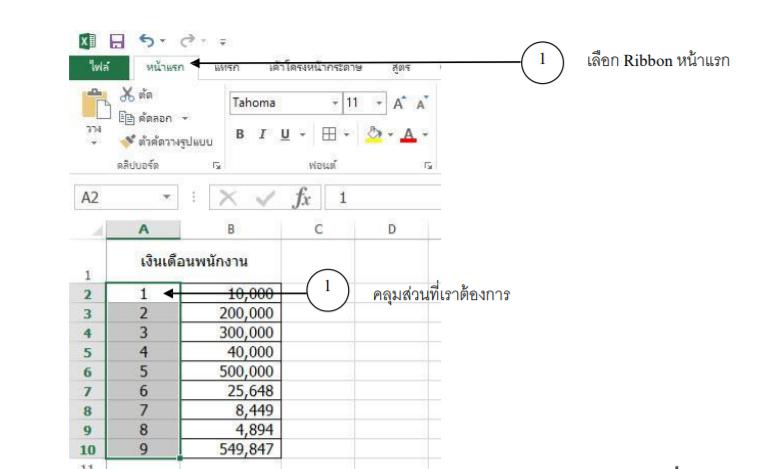 ไฟล์ หน้าแรก แทรก เค้าโครงหน้ากระดาษ สูตร
1 เลือก Ribbon หน้าแรก
วาง
ตัด
คัดลอก
ตัวคัดวางรูปแบบ
คลิปบอร์ด
Tahoma 11 A A
B I U A
ฟอนต์
A2 fx 1
A B C D
1 เงินเดือนพนักงาน
2 1 10,000
1 คลุมส่วนที่เราต้องการ
3 2 200,000
4 3 300,000
5 4 40,000
6 5 500,000
7 6 25,648
8 7 8,449
9 8 4,894
10 9 549,847